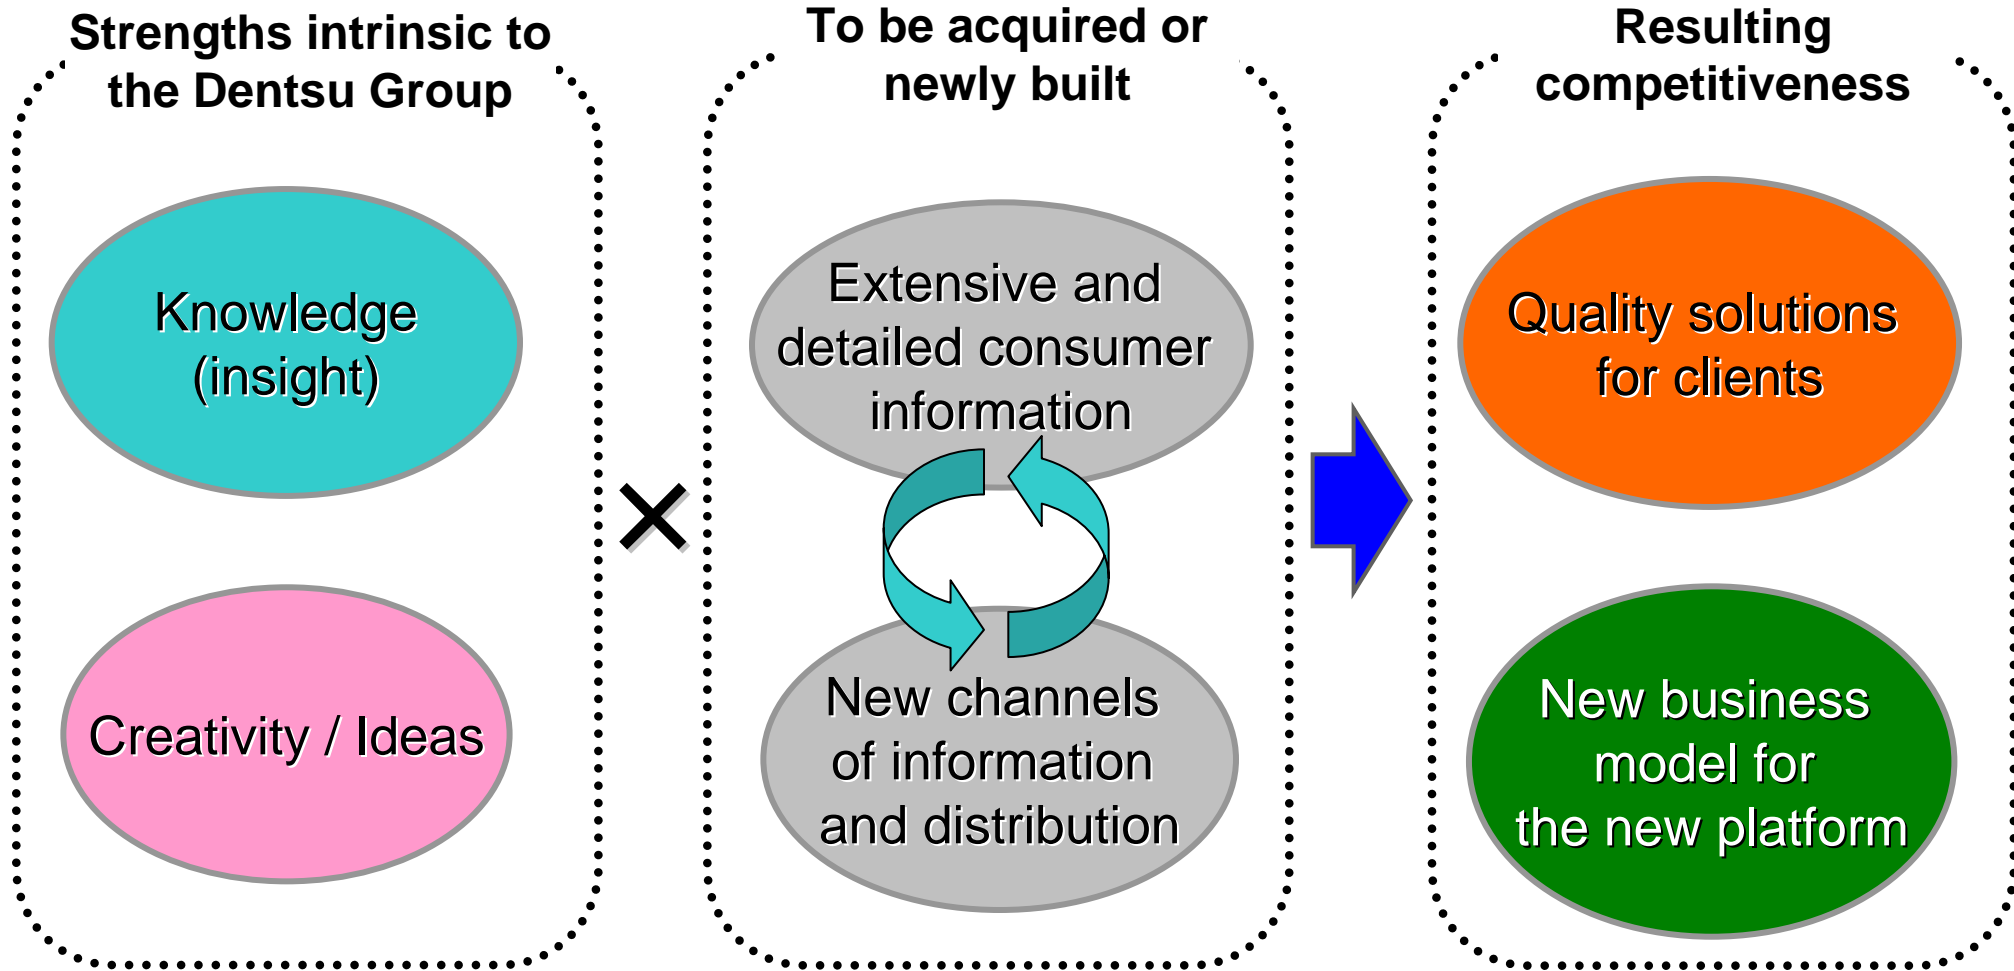 Strengths intrinsic to
the Dentsu Group
Knowledge
(insight)
Creativity / Ideas
×
To be acquired or
newly built
Extensive and
detailed consumer
information
New channels
of information
and distribution
Resulting
competitiveness
Quality solutions
for clients
New business
model for
the new platform